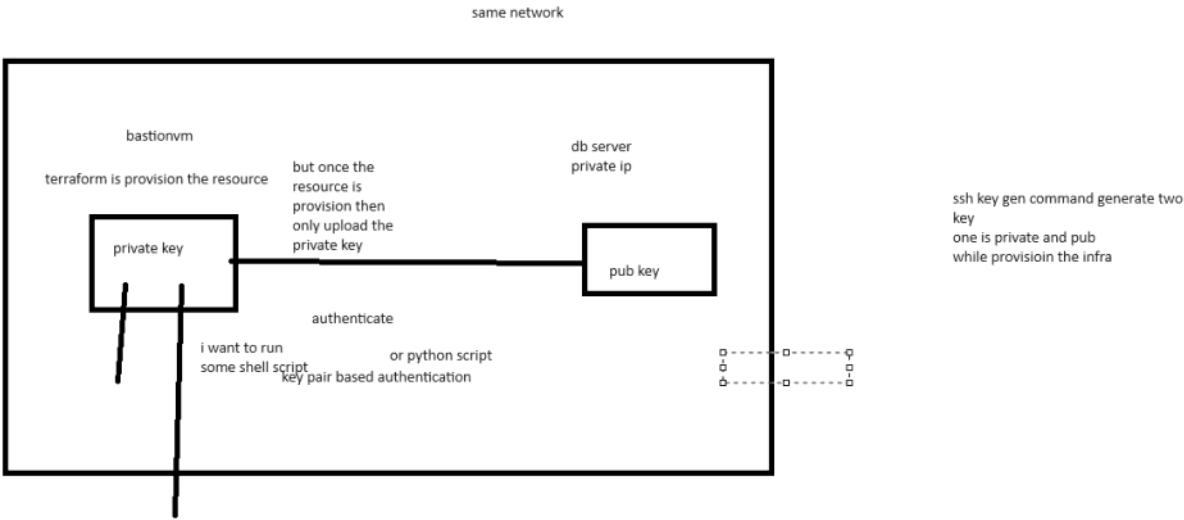 same network
bastionvm
terraform is provision the resource
but once the
resource is
provision then
only upload the
private key
db server
private ip
private key
pub key
authenticate
i want to run
some shell script
or python script
key pair based authentication
ssh key gen command generate two
key
one is private and pub
while provisioin the infra